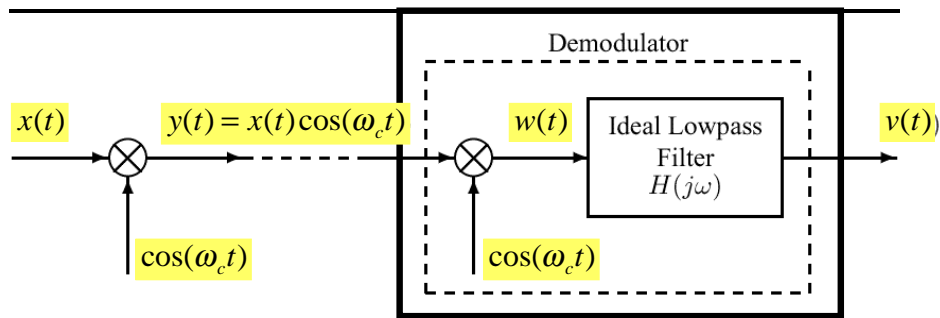 Demodulator
x(t)
y(t) = x(t)cos(ω_c t)
w(t)
Ideal Lowpass
Filter
H(jω)
v(t))
cos(ω_c t)
cos(ω_c t)